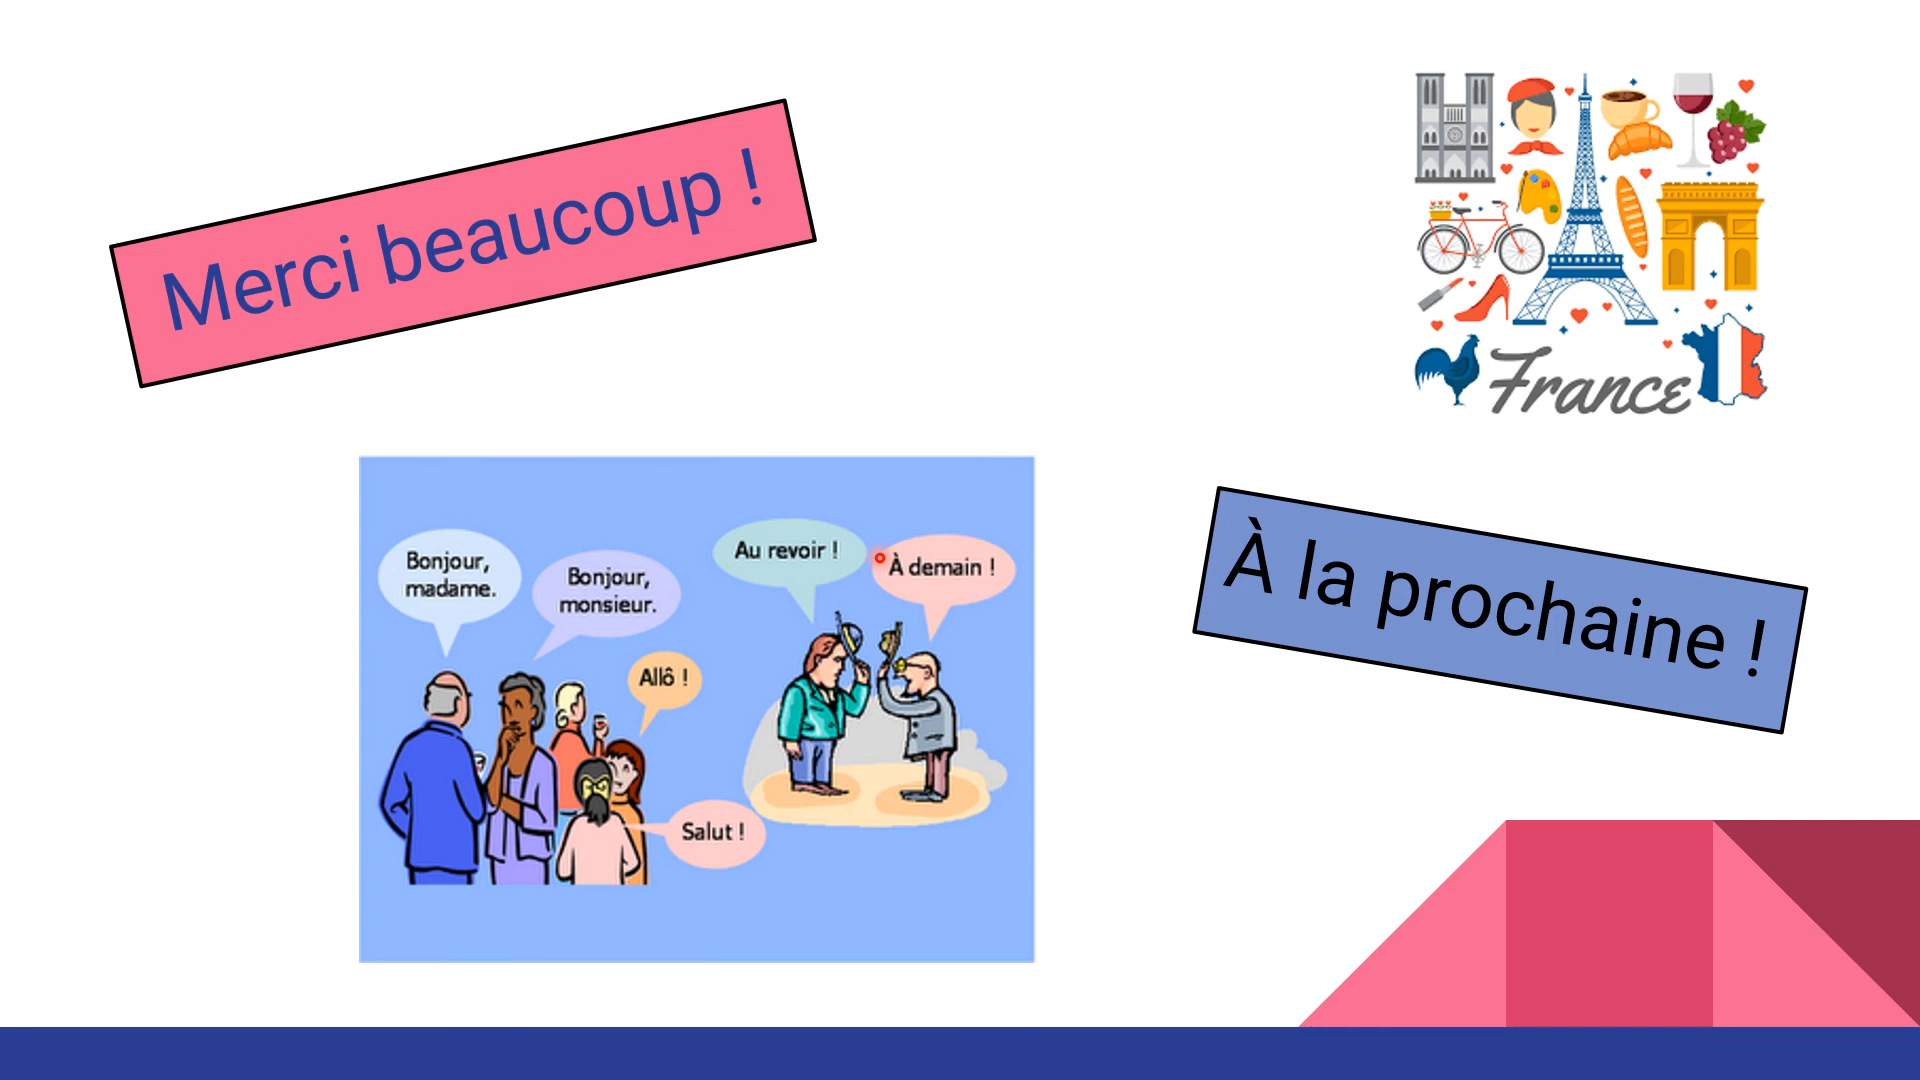 Merci beaucoup !
France
À la prochaine !
Bonjour,
madame.
Bonjour,
monsieur.
Allô !
Salut !
Au revoir !
À demain !